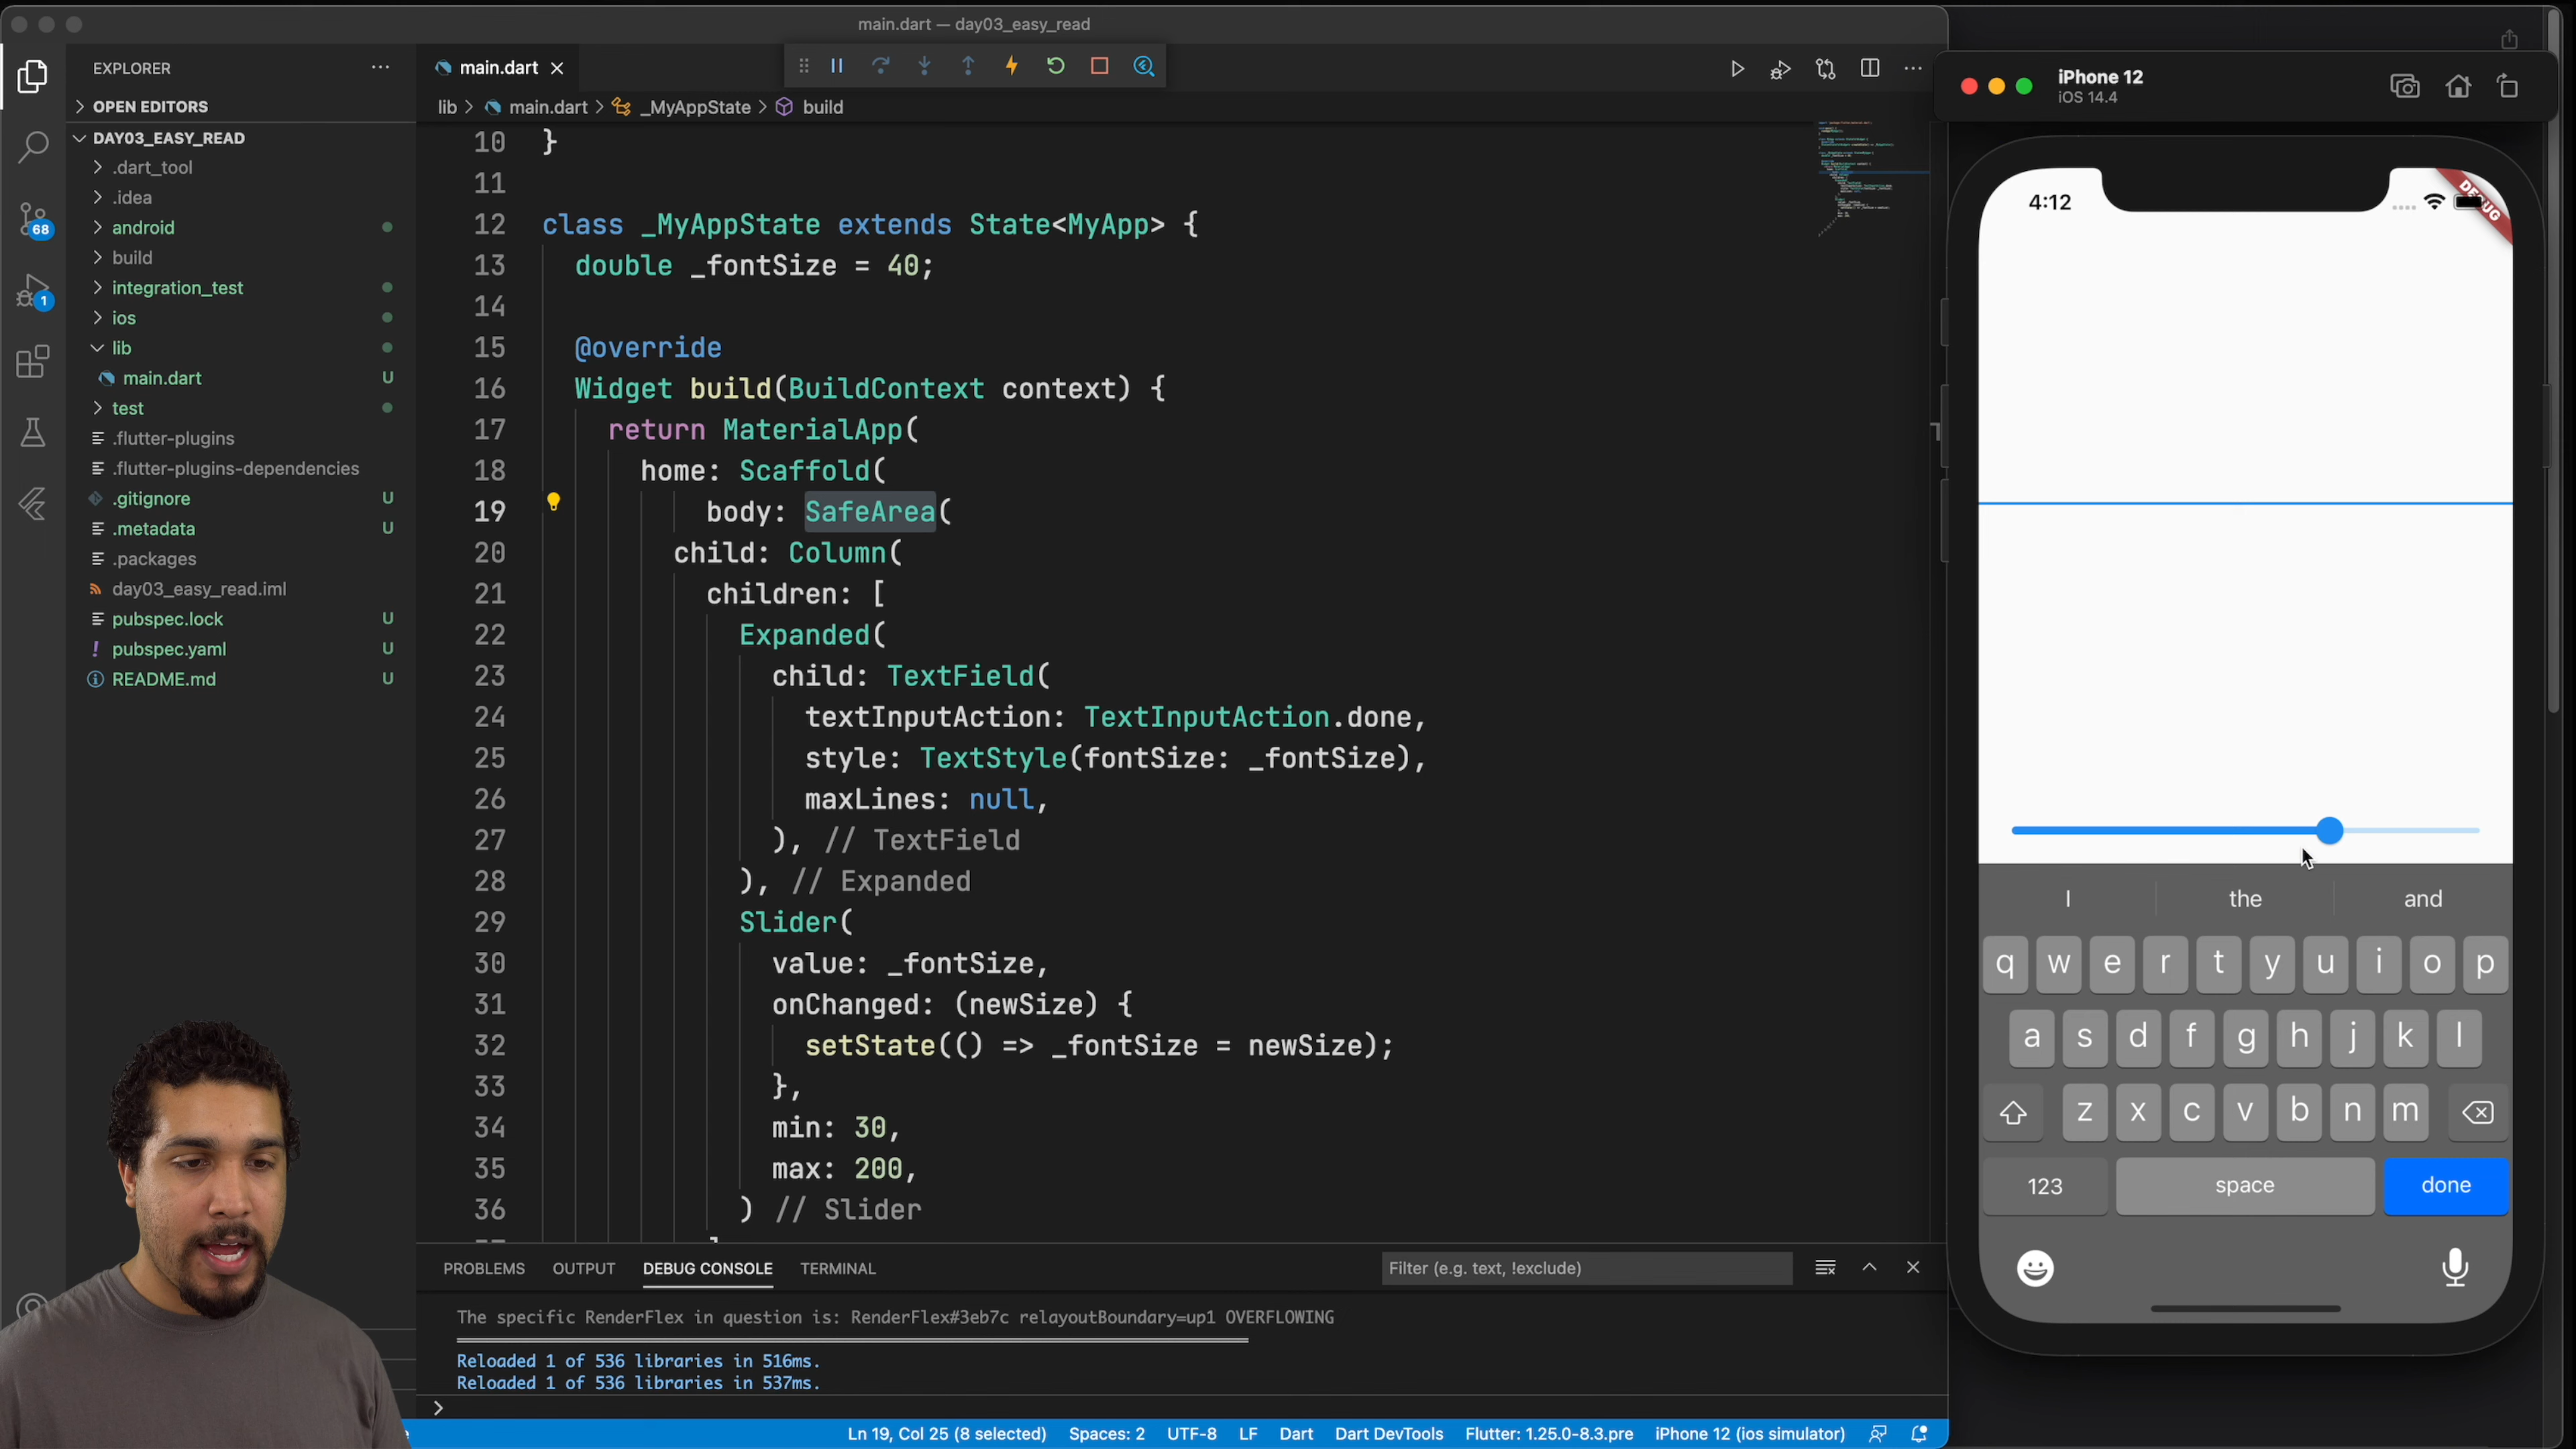 main.dart — day03_easy_read
EXPLORER
OPEN EDITORS
DAY03_EASY_READ
.dart_tool
.idea
android
build
integration_test
ios
lib
main.dart U
test
.flutter-plugins
.flutter-plugins-dependencies
.gitignore U
.metadata U
.packages
day03_easy_read.iml
pubspec.lock U
pubspec.yaml U
README.md U
68
1
main.dart
lib > main.dart > _MyAppState > build
10 }
11
12 class _MyAppState extends State<MyApp> {
13 double _fontSize = 40;
14
15 @override
16 Widget build(BuildContext context) {
17 return MaterialApp(
18 home: Scaffold(
19 body: SafeArea(
20 child: Column(
21 children: [
22 Expanded(
23 child: TextField(
24 textInputAction: TextInputAction.done,
25 style: TextStyle(fontSize: _fontSize),
26 maxLines: null,
27 ), // TextField
28 ), // Expanded
29 Slider(
30 value: _fontSize,
31 onChanged: (newSize) {
32 setState(() => _fontSize = newSize);
33 },
34 min: 30,
35 max: 200,
36 ) // Slider
PROBLEMS OUTPUT DEBUG CONSOLE TERMINAL
Filter (e.g. text, !exclude)
The specific RenderFlex in question is: RenderFlex#3eb7c relayoutBoundary=up1 OVERFLOWING
Reloaded 1 of 536 libraries in 516ms.
Reloaded 1 of 536 libraries in 537ms.
Ln 19, Col 25 (8 selected) Spaces: 2 UTF-8 LF Dart Dart DevTools Flutter: 1.25.0-8.3.pre iPhone 12 (ios simulator)
iPhone 12
iOS 14.4
4:12
DEBUG
I the and
q w e r t y u i o p
a s d f g h j k l
z x c v b n m
123 space done